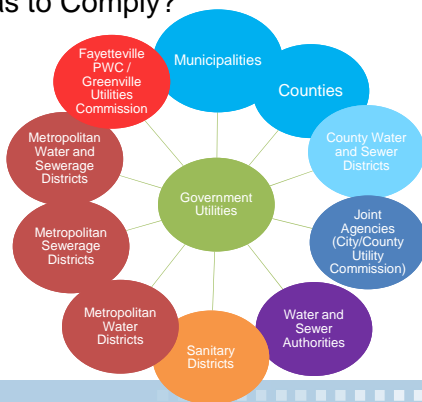 as to Comply?
Fayetteville
PWC /
Greenville
Utilities
Commission
Municipalities
Counties
County Water
and Sewer
Districts
Joint
Agencies
(City/County
Utility
Commission)
Water and
Sewer
Authorities
Sanitary
Districts
Metropolitan
Water
Districts
Metropolitan
Sewerage
Districts
Metropolitan
Water and
Sewerage
Districts
Government
Utilities